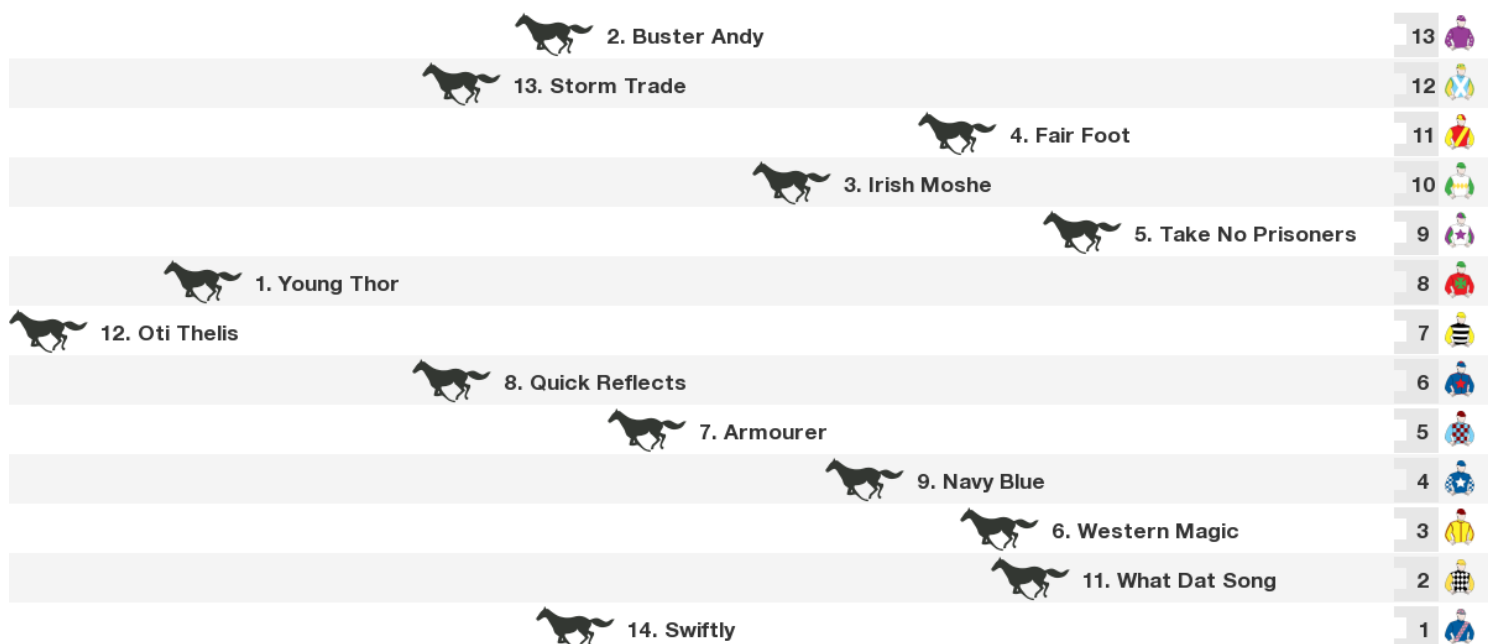 2. Buster Andy 13
13. Storm Trade 12
4. Fair Foot 11
3. Irish Moshe 10
5. Take No Prisoners 9
1. Young Thor 8
12. Oti Thelis 7
8. Quick Reflects 6
7. Armourer 5
9. Navy Blue 4
6. Western Magic 3
11. What Dat Song 2
14. Swiftly 1